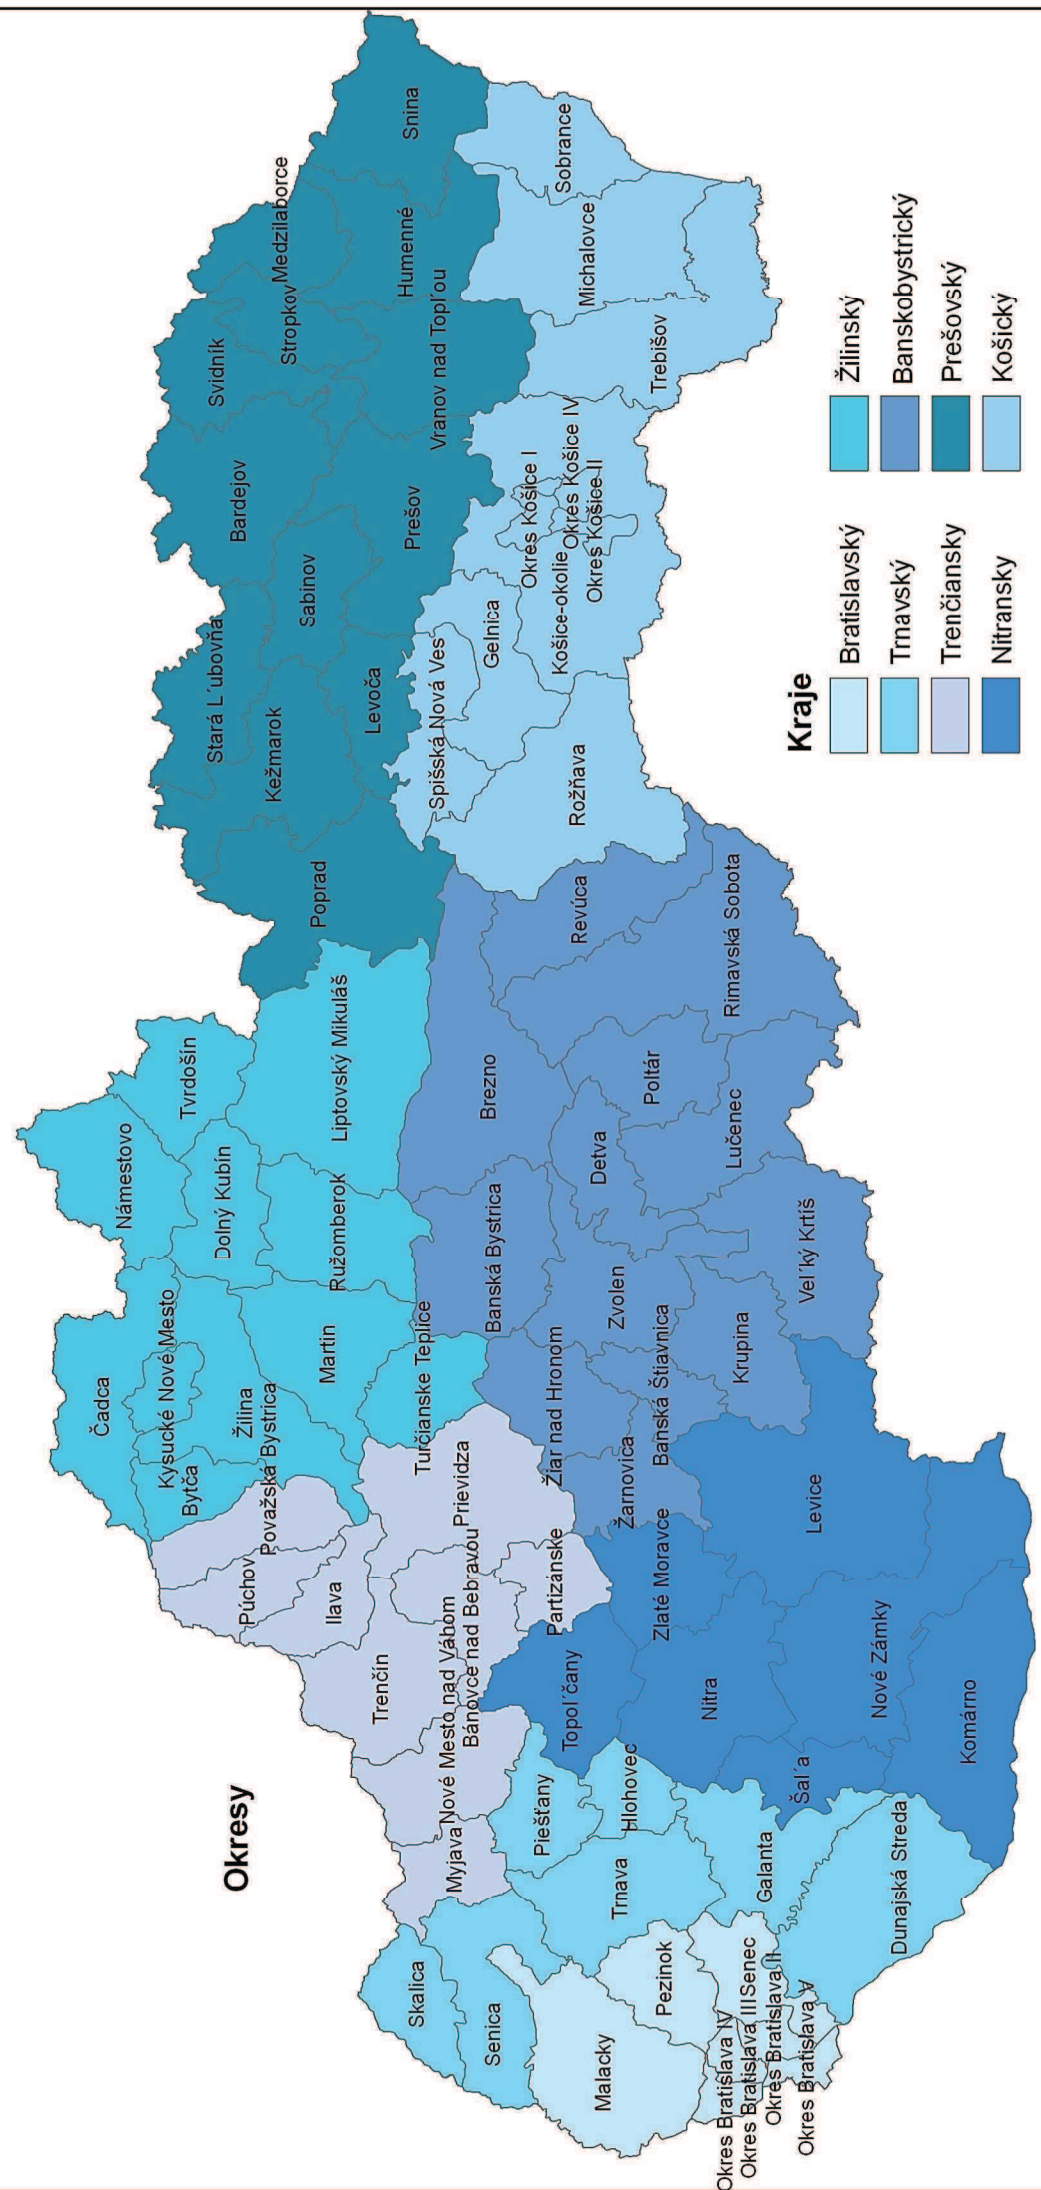 Okresy
Skalica
Senica
Malacky
Pezinok
Senec
Okres Bratislava IV
Okres Bratislava III
Okres Bratislava II
Okres Bratislava V
Myjava
Nové Mesto nad Váhom
Trenčín
Bánovce nad Bebravou
Púchov
Ilava
Považská Bystrica
Prievidza
Partizánske
Piešťany
Hlohovec
Trnava
Galanta
Dunajská Streda
Topoľčany
Zlaté Moravce
Nitra
Šaľa
Nové Zámky
Komárno
Levice
Čadca
Kysucké Nové Mesto
Bytča
Žilina
Martin
Turčianske Teplice
Námestovo
Tvrdošín
Dolný Kubín
Ružomberok
Liptovský Mikuláš
Banská Bystrica
Brezno
Žiar nad Hronom
Žarnovica
Banská Štiavnica
Zvolen
Detva
Krupina
Veľký Krtíš
Poltár
Lučenec
Revúca
Rimavská Sobota
Poprad
Kežmarok
Stará Ľubovňa
Levoča
Sabinov
Bardejov
Prešov
Svidník
Stropkov
Medzilaborce
Vranov nad Topľou
Humenné
Snina
Spišská Nová Ves
Gelnica
Rožňava
Košice-okolie
Okres Košice I
Okres Košice IV
Okres Košice II
Trebišov
Michalovce
Sobrance
Kraje
Bratislavský
Trnavský
Trenčiansky
Nitransky
Žilinský
Banskobystrický
Prešovský
Košický